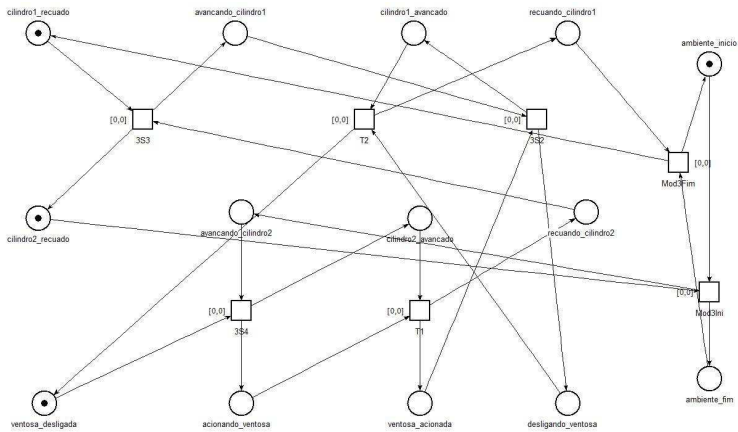 cilindro1_recuado
avancando_cilindro1
cilindro1_avancado
recuando_cilindro1
ambiente_inicio
[0,0]
3S3
[0,0]
T2
[0,0]
3S2
[0,0]
Mod3Fim
cilindro2_recuado
avancando_cilindro2
cilindro2_avancado
recuando_cilindro2
[0,0]
Mod3Ini
[0,0]
3S4
[0,0]
T1
ventosa_desligada
acionando_ventosa
ventosa_acionada
desligando_ventosa
ambiente_fim